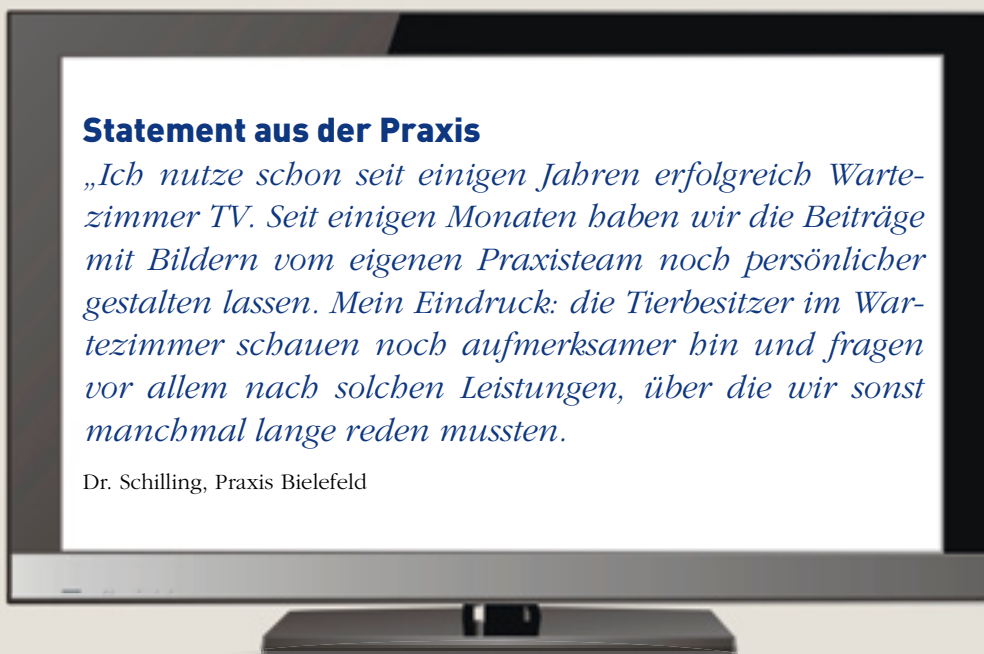 Statement aus der Praxis
„Ich nutze schon seit einigen Jahren erfolgreich Warte-
zimmer TV. Seit einigen Monaten haben wir die Beiträge
mit Bildern vom eigenen Praxisteam noch persönlicher
gestalten lassen. Mein Eindruck: die Tierbesitzer im War-
tezimmer schauen noch aufmerksamer hin und fragen
vor allem nach solchen Leistungen, über die wir sonst
manchmal lange reden mussten.
Dr. Schilling, Praxis Bielefeld